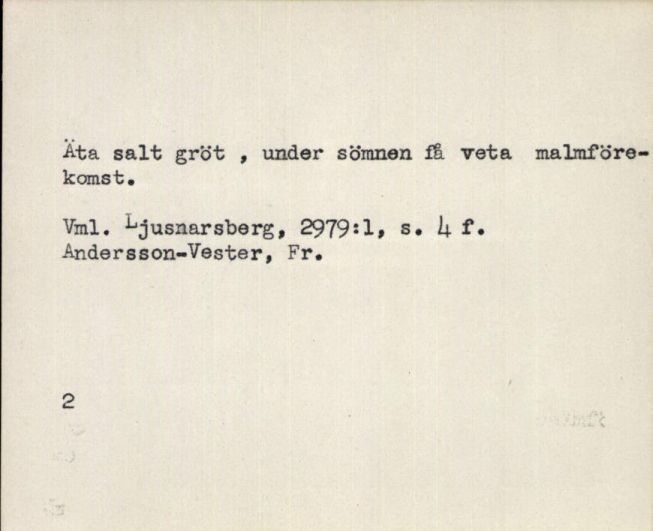 Äta salt gröt , under sömnen få veta malmföre-
komst.
Vml. Ljusnarsberg, 2979:1, s. 4 f.
Andersson-Vester, Fr.
2